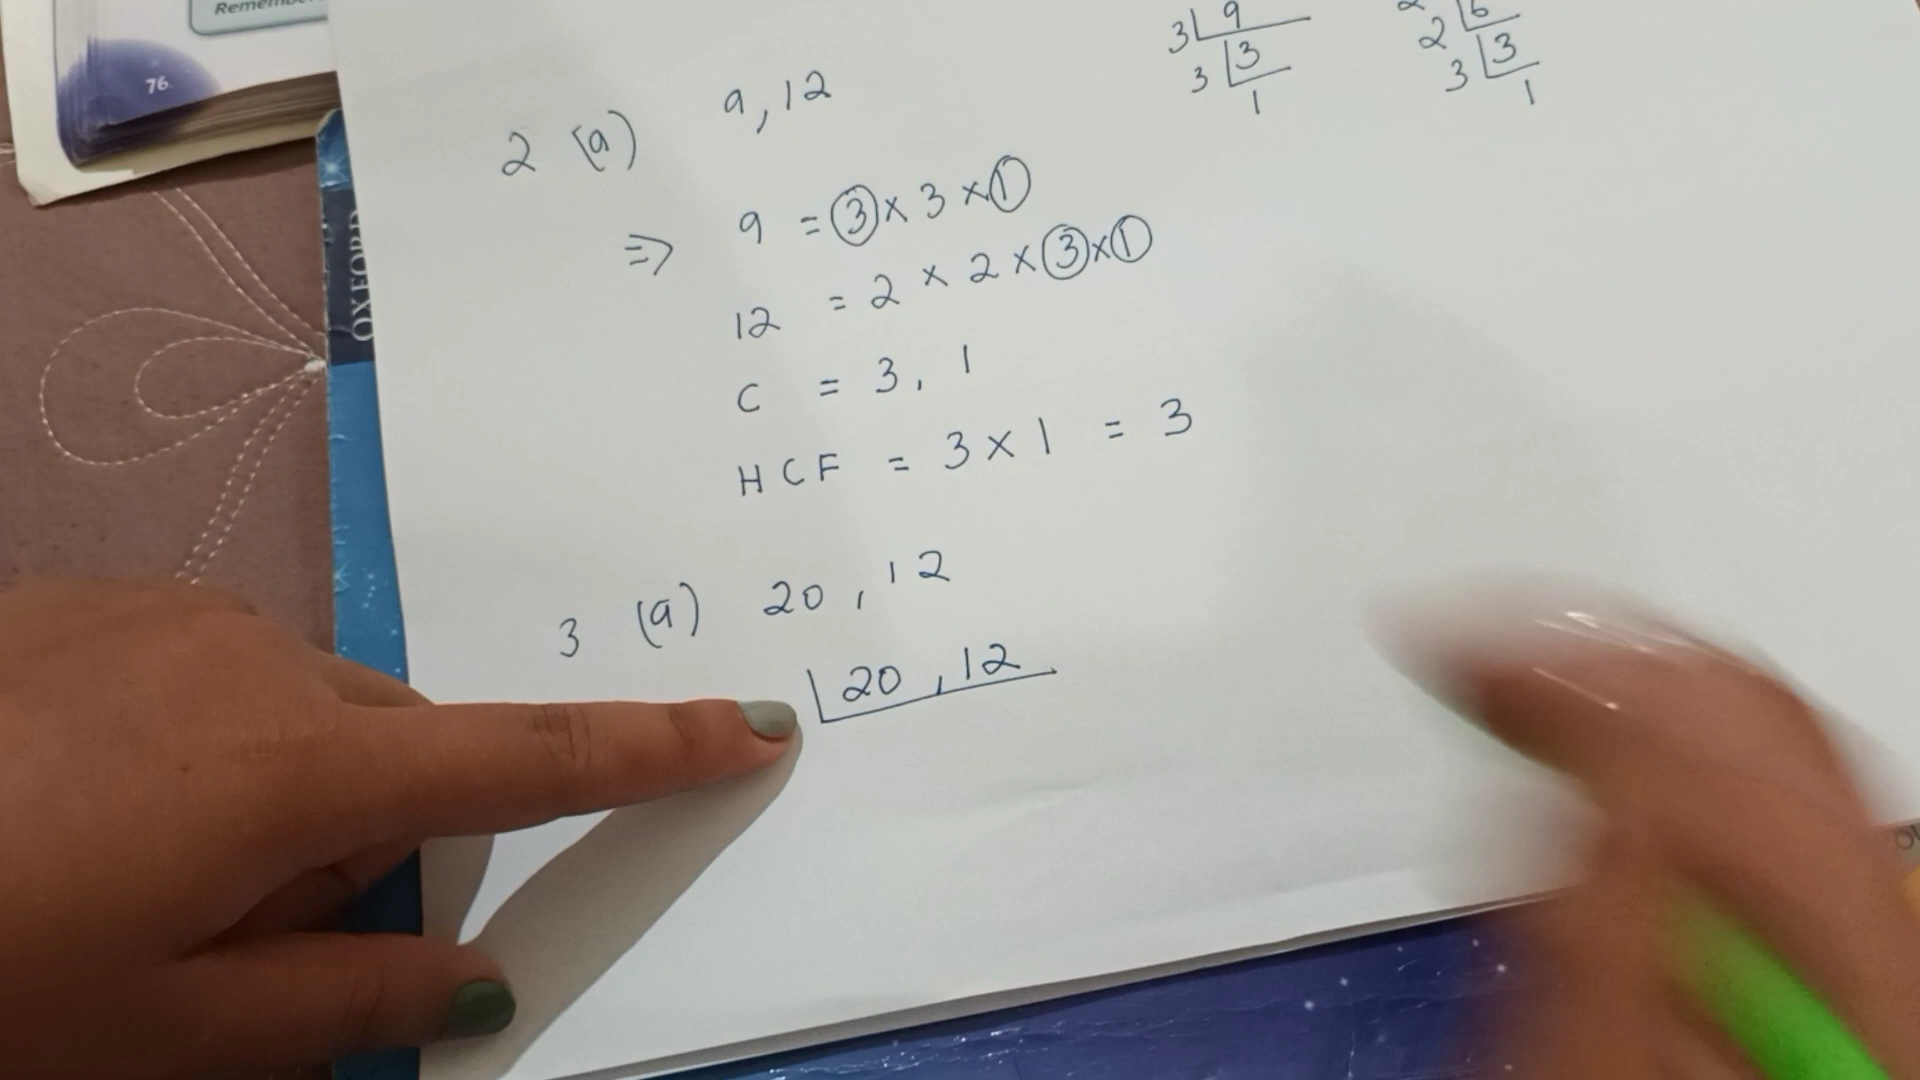 Remember
76
OXFORD
3 9
3 3
1
2 6
3 3
1
2 (a) 9, 12
=> 9 = 3 x 3 x 1
12 = 2 x 2 x 3 x 1
C = 3, 1
HCF = 3 x 1 = 3
3 (a) 20, 12
20, 12